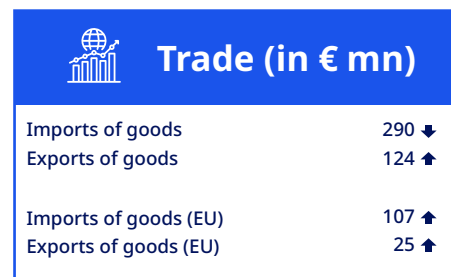 Trade (in € mn)
Imports of goods 290
Exports of goods 124
Imports of goods (EU) 107
Exports of goods (EU) 25